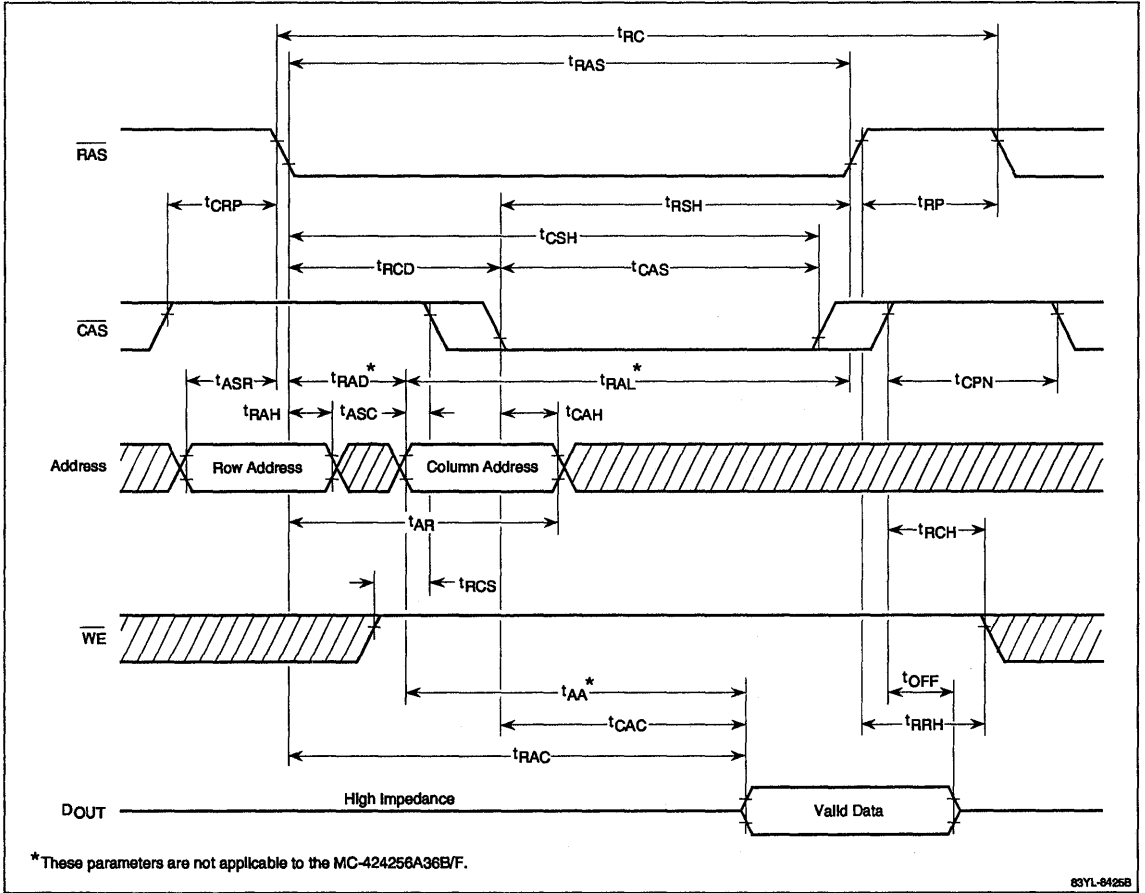 tRC
tRAS
RAS
tCRP
tRSH
tRP
tCSH
tRCD
tCAS
CAS
tASR
tRAD*
tRAL*
tCPN
tRAH
tASC
tCAH
Address
Row Address
Column Address
tAR
tRCH
tRCS
WE
tAA*
tOFF
tCAC
tRRH
tRAC
High Impedance
DOUT
Valid Data
*These parameters are not applicable to the MC-424256A36B/F.
83YL-8425B